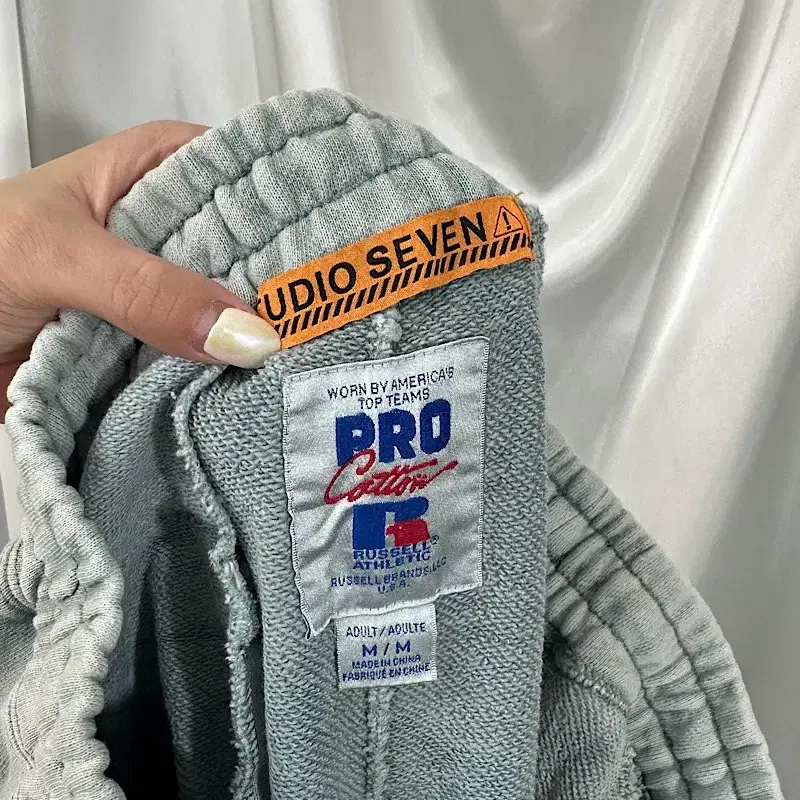 TUDIO SEVEN
WORN BY AMERICA'S
TOP TEAMS
PRO
Cotton
R
RUSSELL®
ATHLETIC
RUSSELL BRANDS, LLC
U.S.A.
ADULT / ADULTE
M / M
MADE IN CHINA
FABRIQUÉ EN CHINE